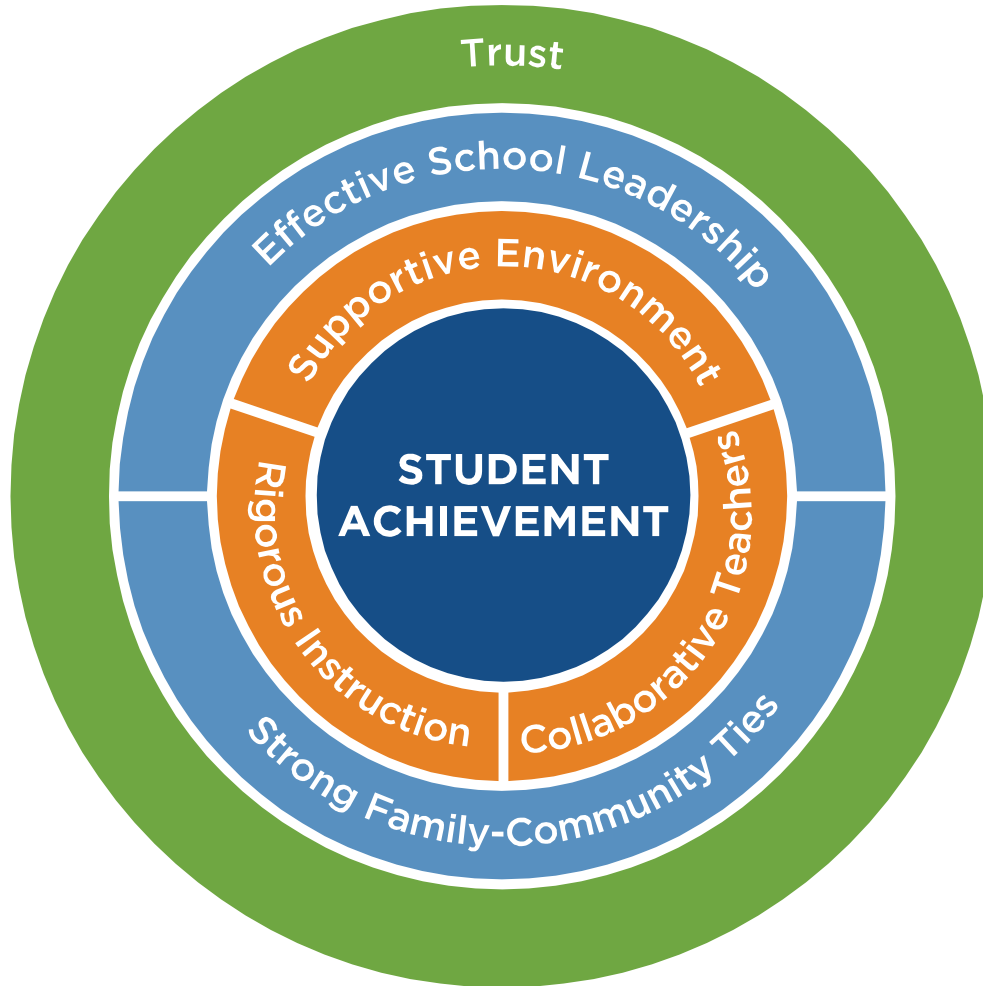 Trust
Effective School Leadership
Supportive Environment
STUDENT
ACHIEVEMENT
Rigorous Instruction
Collaborative Teachers
Strong Family-Community Ties